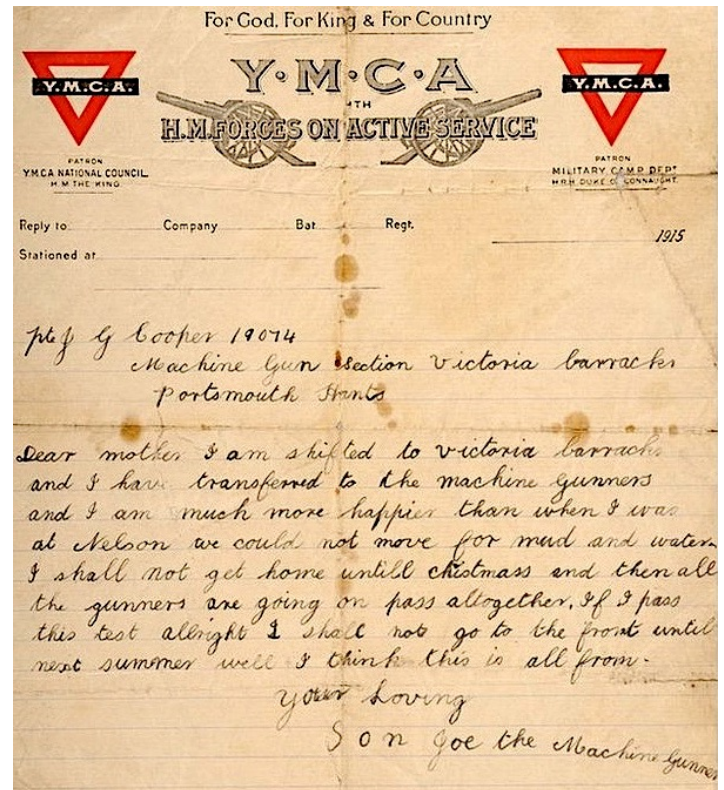 For God, For King & For Country
Y.M.C.A.
Y·M·C·A
Y.M.C.A.
WITH
H.M. FORCES ON ACTIVE SERVICE
PATRON
Y.M.C.A NATIONAL COUNCIL.
H.M THE KING.
PATRON
MILITARY CAMP DEPT
H.R.H. DUKE OF CONNAUGHT.
Reply to Company Bat Regt.
1915
Stationed at
pte J G Cooper 19074
Machine Gun section victoria barracks
Portsmouth Hants
Dear mother I am shifted to victoria barracks
and I have transferred to the machine gunners
and I am much more happier than when I was
at Nelson we could not move for mud and water.
I shall not get home untill chistmass and then all
the gunners are going on pass altogether. If I pass
this test allright I shall not go to the front until
next summer well I think this is all from.
Your Loving
Son Joe the Machine Gunner